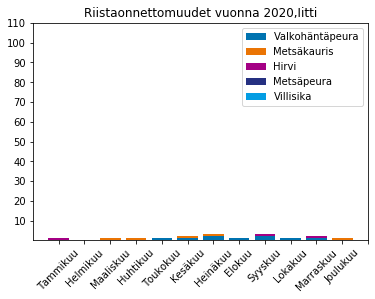 Riistaonnettomuudet vuonna 2020,Iitti
110
100
90
80
70
60
50
40
30
20
10
Valkohäntäpeura
Metsäkauris
Hirvi
Metsäpeura
Villisika
Tammikuu
Helmikuu
Maaliskuu
Huhtikuu
Toukokuu
Kesäkuu
Heinäkuu
Elokuu
Syyskuu
Lokakuu
Marraskuu
Joulukuu